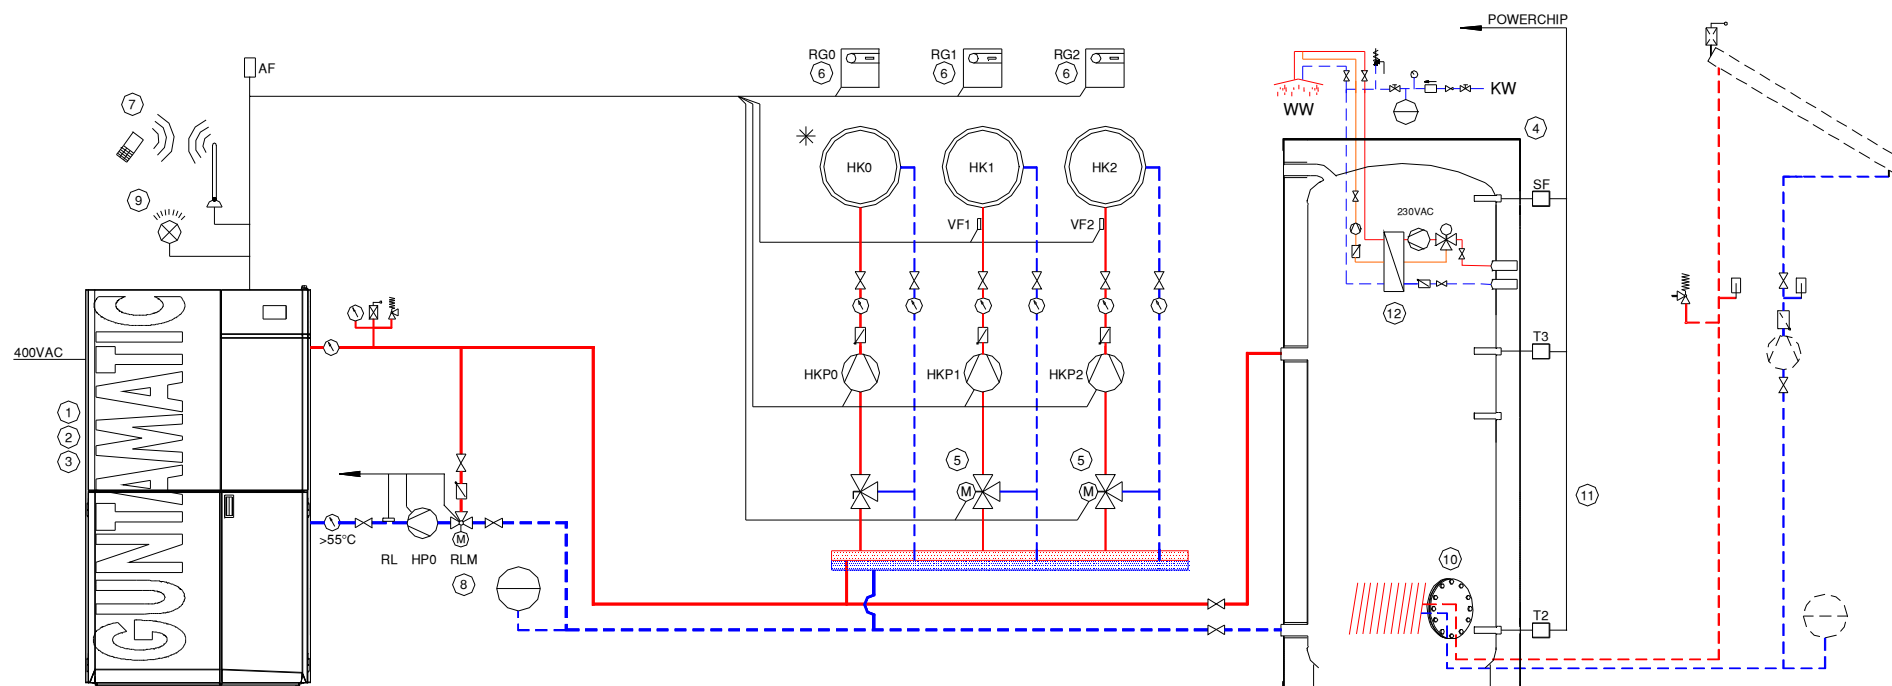 POWERCHIP
AF
RG0
6
RG1
6
RG2
6
7
KW
WW
4
HK0
HK1
HK2
SF
9
VF1
VF2
230VAC
12
GUNTAMATIC
400VAC
T3
HKP0
HKP1
HKP2
1
2
3
5
5
M
M
11
>55°C
RL
HP0
RLM
M
8
10
T2